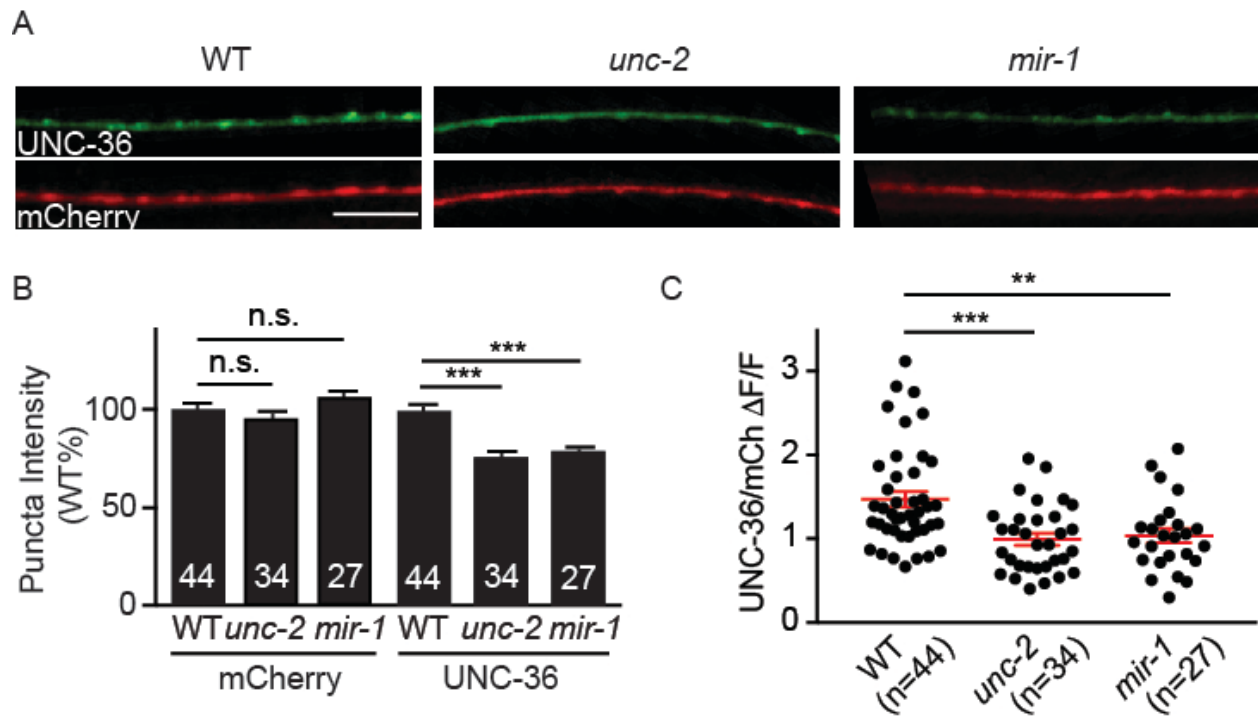 A
WT unc-2 mir-1
UNC-36
mCherry
B
n.s.
n.s.
***
***
Puncta Intensity
(WT%)
100
50
0
44 34 27 44 34 27
WT unc-2 mir-1 WT unc-2 mir-1
mCherry UNC-36
C
**
***
UNC-36/mCh ΔF/F
3
2
1
0
WT
(n=44)
unc-2
(n=34)
mir-1
(n=27)